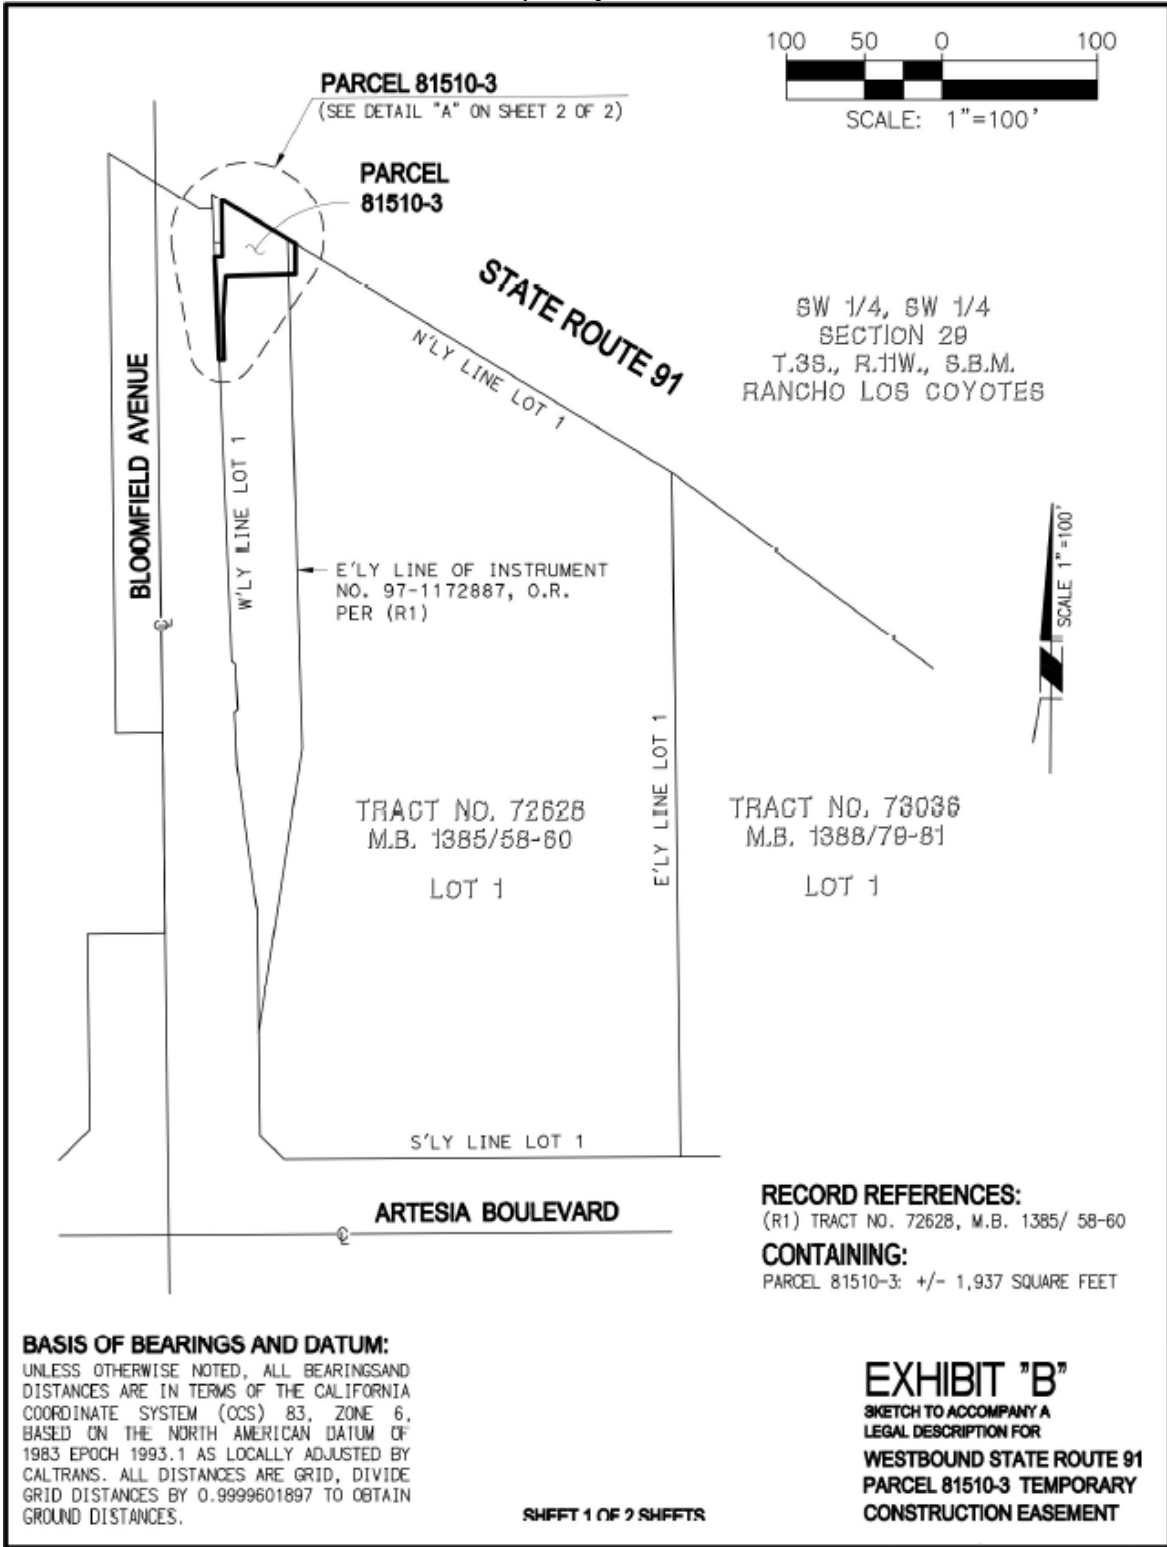 100 50 0 100
SCALE: 1"=100'
PARCEL 81510-3
(SEE DETAIL "A" ON SHEET 2 OF 2)
PARCEL
81510-3
STATE ROUTE 91
N'LY LINE LOT 1
SW 1/4, SW 1/4
SECTION 29
T.3S., R.11W., S.B.M.
RANCHO LOS COYOTES
BLOOMFIELD AVENUE
W'LY LINE LOT 1
E'LY LINE OF INSTRUMENT
NO. 97-1172887, O.R.
PER (R1)
SCALE 1"=100'
E'LY LINE LOT 1
TRACT NO. 72628
M.B. 1385/58-60
LOT 1
TRACT NO. 73036
M.B. 1388/79-81
LOT 1
S'LY LINE LOT 1
ARTESIA BOULEVARD
RECORD REFERENCES:
(R1) TRACT NO. 72628, M.B. 1385/ 58-60
CONTAINING:
PARCEL 81510-3: +/- 1,937 SQUARE FEET
BASIS OF BEARINGS AND DATUM:
UNLESS OTHERWISE NOTED, ALL BEARINGSAND
DISTANCES ARE IN TERMS OF THE CALIFORNIA
COORDINATE SYSTEM (CCS) 83, ZONE 6,
BASED ON THE NORTH AMERICAN DATUM OF
1983 EPOCH 1993.1 AS LOCALLY ADJUSTED BY
CALTRANS. ALL DISTANCES ARE GRID, DIVIDE
GRID DISTANCES BY 0.9999601897 TO OBTAIN
GROUND DISTANCES.
SHEET 1 OF 2 SHEETS
EXHIBIT "B"
SKETCH TO ACCOMPANY A
LEGAL DESCRIPTION FOR
WESTBOUND STATE ROUTE 91
PARCEL 81510-3 TEMPORARY
CONSTRUCTION EASEMENT